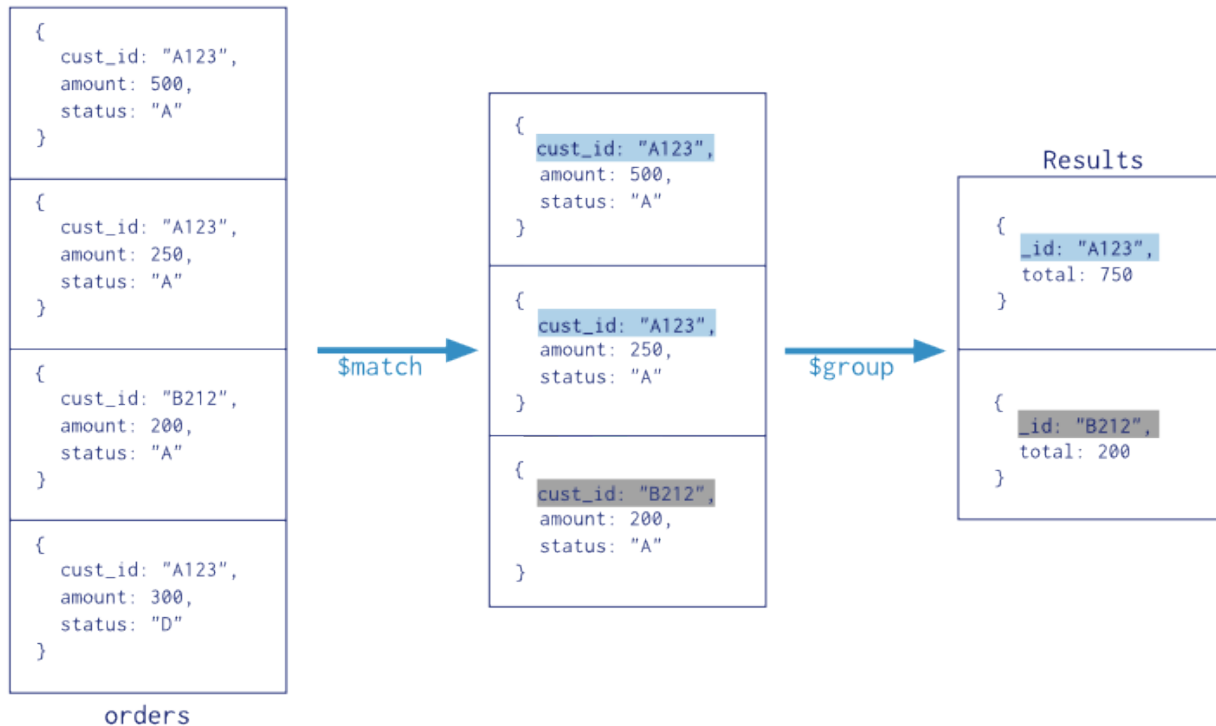 {
cust_id: "A123",
amount: 500,
status: "A"
}
{
cust_id: "A123",
amount: 250,
status: "A"
}
{
cust_id: "B212",
amount: 200,
status: "A"
}
{
cust_id: "A123",
amount: 300,
status: "D"
}
orders
$match
{
cust_id: "A123",
amount: 500,
status: "A"
}
{
cust_id: "A123",
amount: 250,
status: "A"
}
{
cust_id: "B212",
amount: 200,
status: "A"
}
$group
Results
{
_id: "A123",
total: 750
}
{
_id: "B212",
total: 200
}